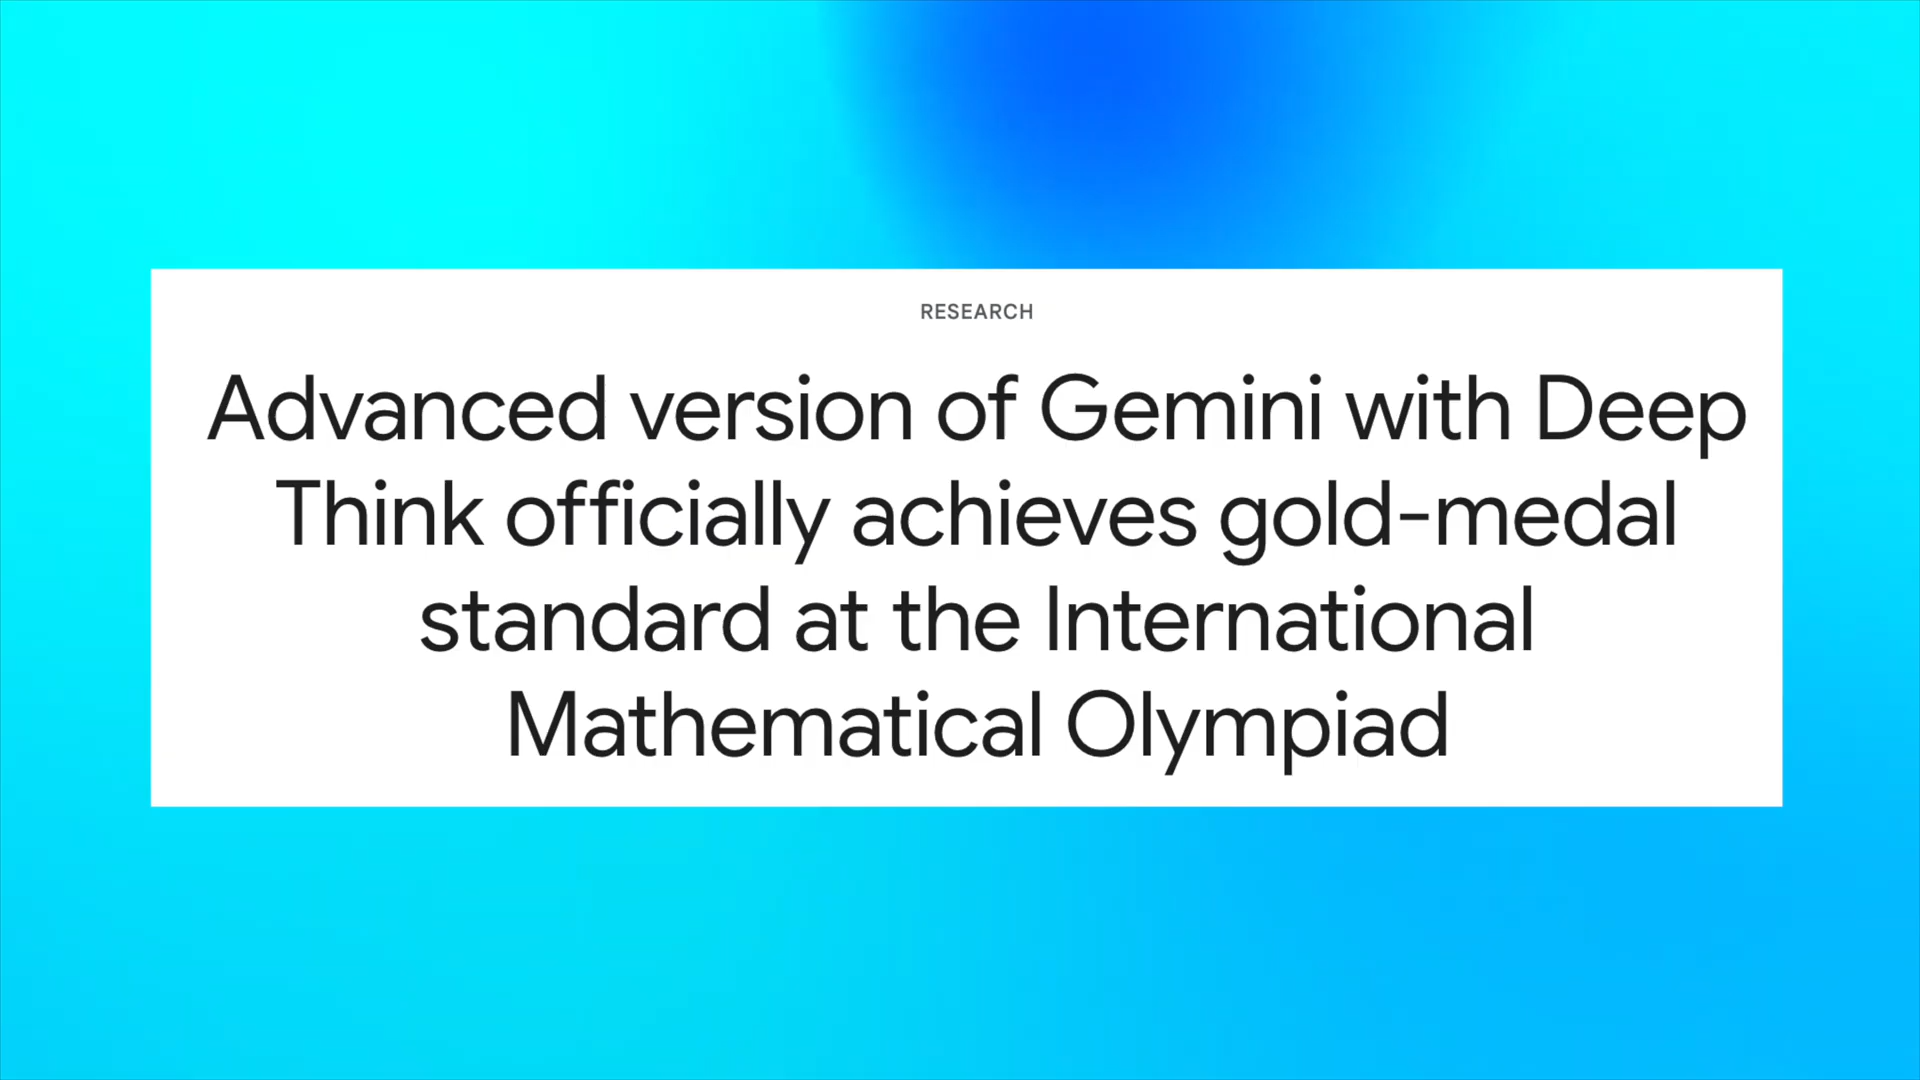 RESEARCH
Advanced version of Gemini with Deep
Think officially achieves gold-medal
standard at the International
Mathematical Olympiad